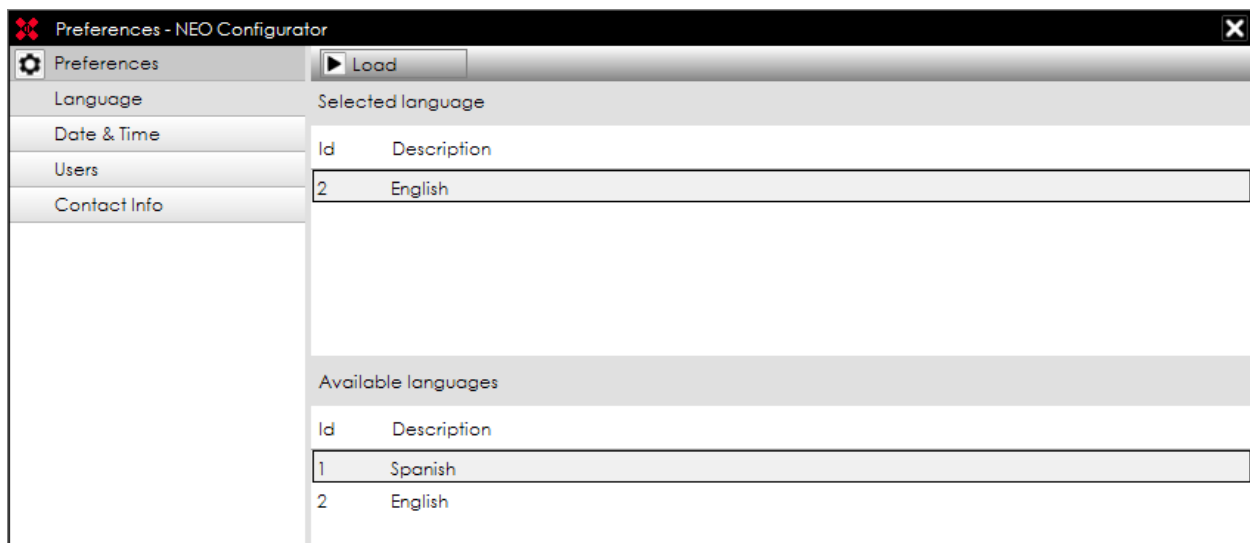 Preferences - NEO Configurator
Preferences
Language
Date & Time
Users
Contact Info
Load
Selected language
Id Description
2 English
Available languages
Id Description
1 Spanish
2 English